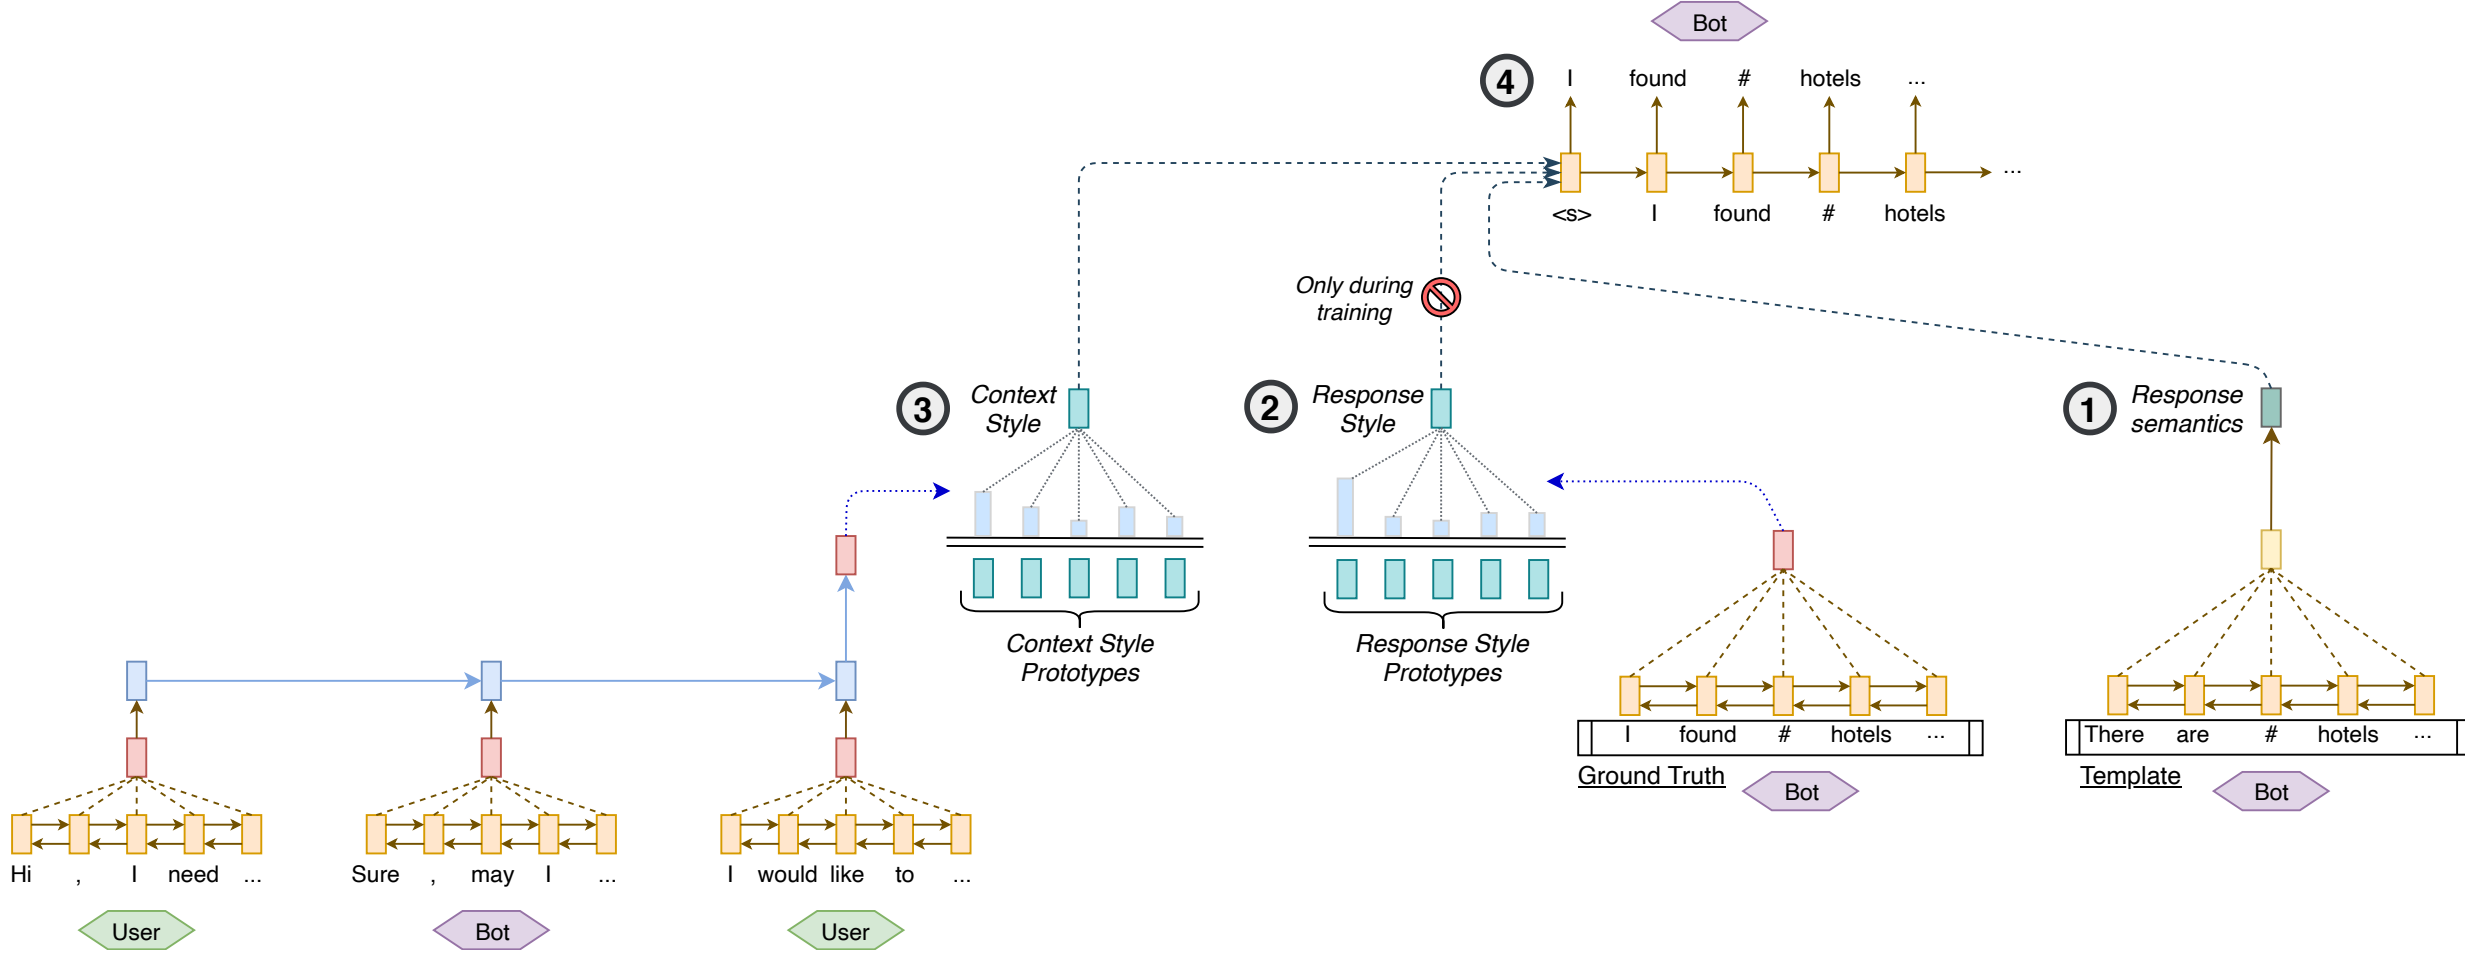 Bot
4
I found # hotels ...
...
<s> I found # hotels
Only during
training
3
Context
Style
2
Response
Style
1
Response
semantics
Context Style
Prototypes
Response Style
Prototypes
I found # hotels ...
Ground Truth
Bot
There are # hotels ...
Template
Bot
Hi , I need ...
User
Sure , may I ...
Bot
I would like to ...
User